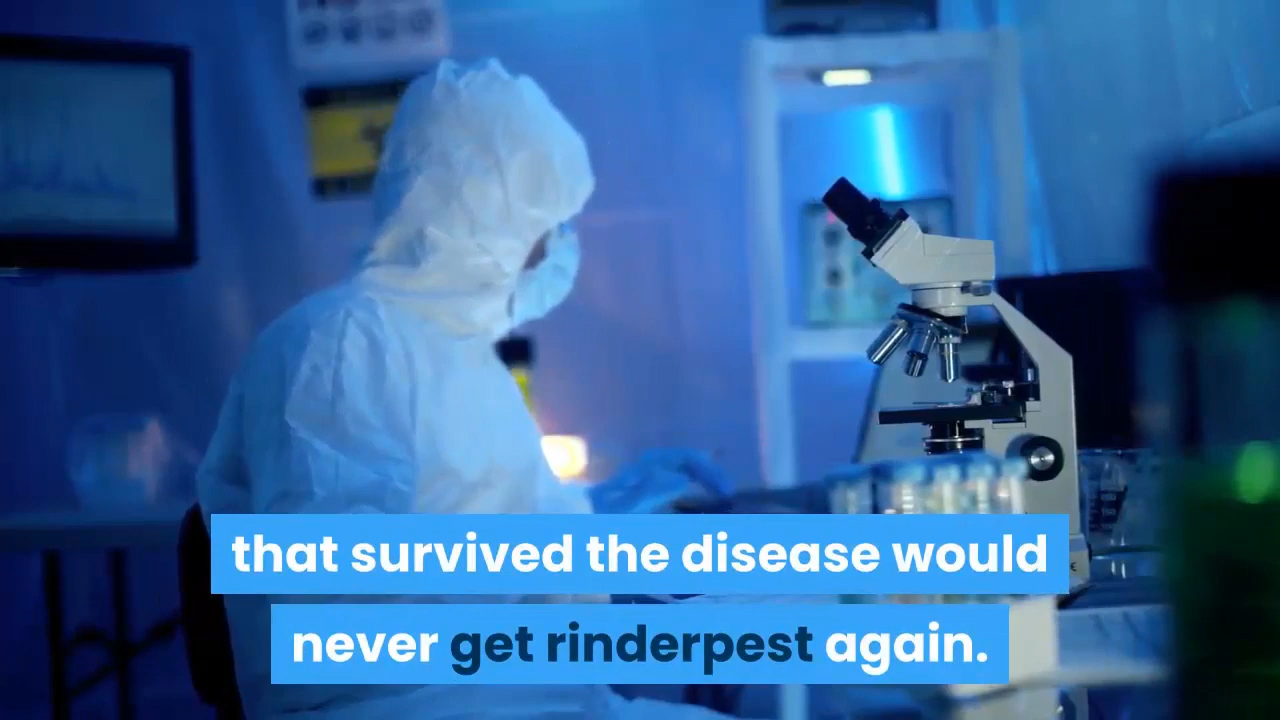 that survived the disease would
never get rinderpest again.